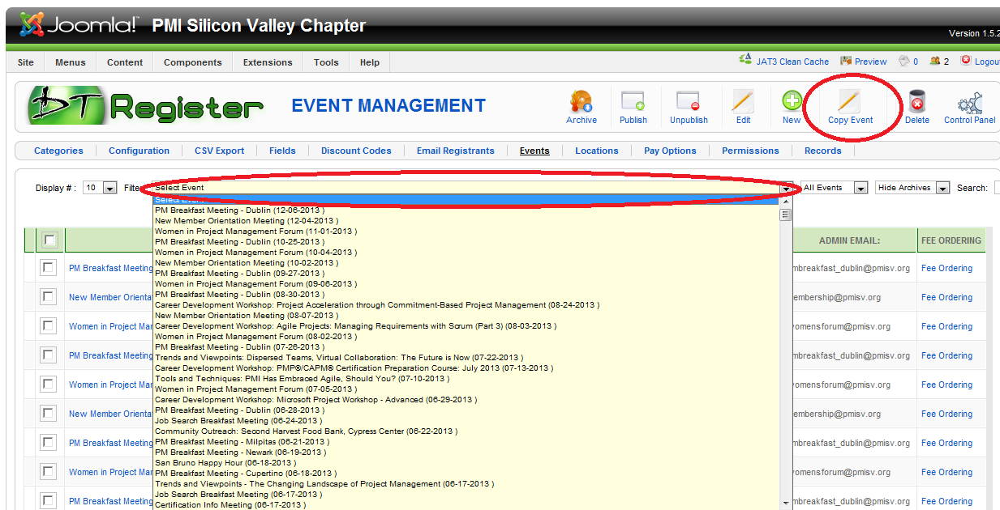 Joomla! PMI Silicon Valley Chapter
Version 1.5.2
Site Menus Content Components Extensions Tools Help JAT3 Clean Cache Preview 0 2 Logout
DT Register EVENT MANAGEMENT
Archive Publish Unpublish Edit New Copy Event Delete Control Panel
Categories Configuration CSV Export Fields Discount Codes Email Registrants Events Locations Pay Options Permissions Records
Display # : 10 Filter Select Event All Events Hide Archives Search:
Select Event
PM Breakfast Meeting - Dublin (12-06-2013 )
New Member Orientation Meeting (12-04-2013 )
Women in Project Management Forum (11-01-2013 )
PM Breakfast Meeting - Dublin (10-25-2013 )
Women in Project Management Forum (10-04-2013 )
New Member Orientation Meeting (10-02-2013 )
PM Breakfast Meeting - Dublin (09-27-2013 )
Women in Project Management Forum (09-06-2013 )
PM Breakfast Meeting - Dublin (08-30-2013 )
Career Development Workshop: Project Acceleration through Commitment-Based Project Management (08-24-2013 )
New Member Orientation Meeting (08-07-2013 )
Career Development Workshop: Agile Projects: Managing Requirements with Scrum (Part 3) (08-03-2013 )
Women in Project Management Forum (08-02-2013 )
PM Breakfast Meeting - Dublin (07-26-2013 )
Trends and Viewpoints: Dispersed Teams, Virtual Collaboration: The Future is Now (07-22-2013 )
Career Development Workshop: PMP®/CAPM® Certification Preparation Course: July 2013 (07-13-2013 )
Tools and Techniques: PMI Has Embraced Agile, Should You? (07-10-2013 )
Women in Project Management Forum (07-05-2013 )
Career Development Workshop: Microsoft Project Workshop - Advanced (06-29-2013 )
PM Breakfast Meeting - Dublin (06-28-2013 )
Job Search Breakfast Meeting (06-24-2013 )
Community Outreach: Second Harvest Food Bank, Cypress Center (06-22-2013 )
PM Breakfast Meeting - Milpitas (06-21-2013 )
PM Breakfast Meeting - Newark (06-19-2013 )
San Bruno Happy Hour (06-18-2013 )
PM Breakfast Meeting - Cupertino (06-18-2013 )
Trends and Viewpoints - The Changing Landscape of Project Management (06-17-2013 )
Job Search Breakfast Meeting (06-17-2013 )
Certification Info Meeting (06-17-2013 )
ADMIN EMAIL: FEE ORDERING
PM Breakfast Meeting mbreakfast_dublin@pmisv.org Fee Ordering
New Member Orienta embership@pmisv.org Fee Ordering
Women in Project Mar omensforum@pmisv.org Fee Ordering
PM Breakfast Meeting mbreakfast_dublin@pmisv.org Fee Ordering
Women in Project Mar omensforum@pmisv.org Fee Ordering
New Member Orienta embership@pmisv.org Fee Ordering
PM Breakfast Meeting mbreakfast_dublin@pmisv.org Fee Ordering
Women in Project Mar omensforum@pmisv.org Fee Ordering
PM Breakfast Meeting mbreakfast_dublin@pmisv.org Fee Ordering